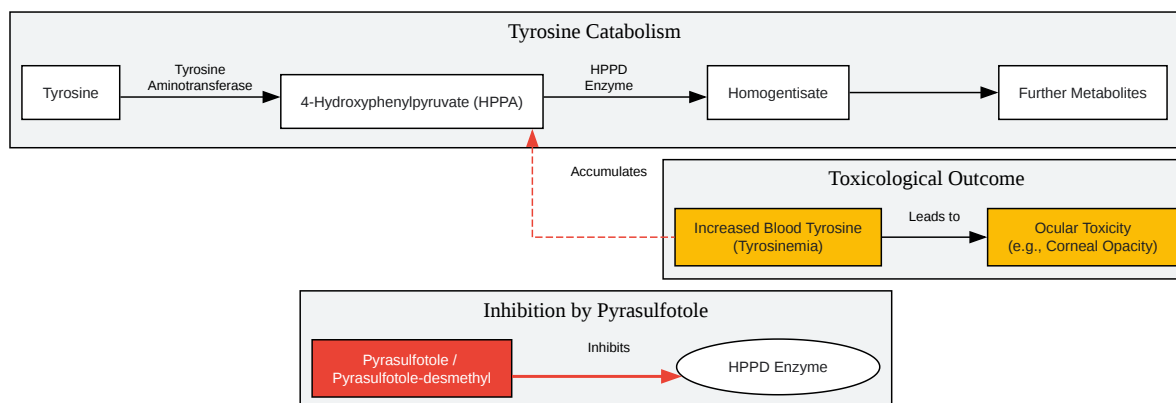 Tyrosine Catabolism
Tyrosine
Tyrosine
Aminotransferase
4-Hydroxyphenylpyruvate (HPPA)
HPPD
Enzyme
Homogentisate
Further Metabolites
Accumulates
Toxicological Outcome
Increased Blood Tyrosine
(Tyrosinemia)
Leads to
Ocular Toxicity
(e.g., Corneal Opacity)
Inhibition by Pyrasulfotole
Pyrasulfotole /
Pyrasulfotole-desmethyl
Inhibits
HPPD Enzyme